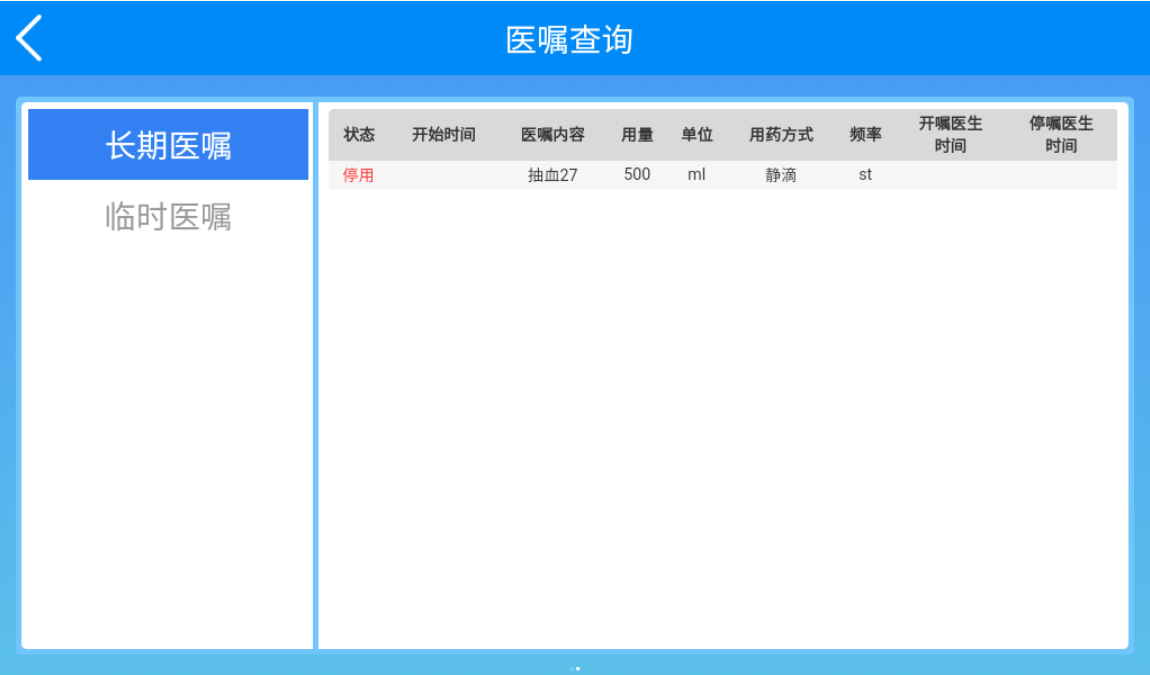 医嘱查询
长期医嘱
临时医嘱
状态 开始时间 医嘱内容 用量 单位 用药方式 频率 开嘱医生 停嘱医生
时间 时间
停用 抽血27 500 ml 静滴 st